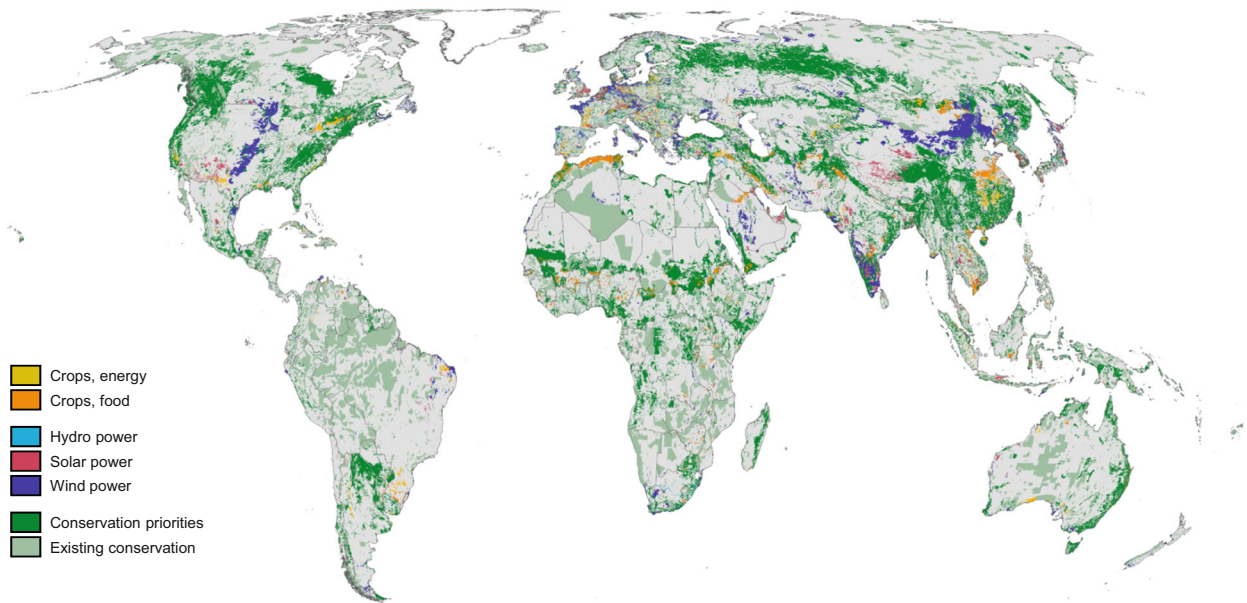 Crops, energy
Crops, food
Hydro power
Solar power
Wind power
Conservation priorities
Existing conservation